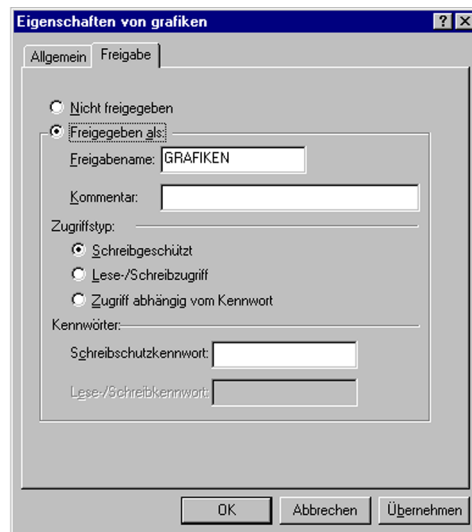 Eigenschaften von grafiken
Allgemein Freigabe
Nicht freigegeben
Freigegeben als:
Freigabename: GRAFIKEN
Kommentar:
Zugriffstyp:
Schreibgeschützt
Lese-/Schreibzugriff
Zugriff abhängig vom Kennwort
Kennwörter:
Schreibschutzkennwort:
Lese-/Schreibkennwort:
OK Abbrechen Übernehmen